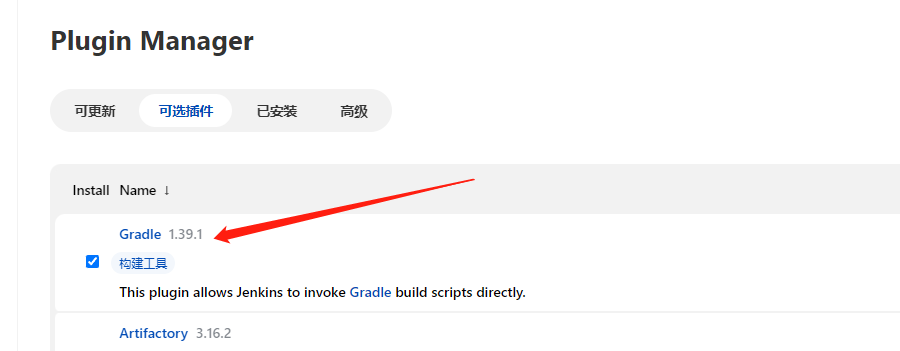 Plugin Manager
可更新 可选插件 已安装 高级
Install Name ↓
Gradle 1.39.1
构建工具
This plugin allows Jenkins to invoke Gradle build scripts directly.
Artifactory 3.16.2